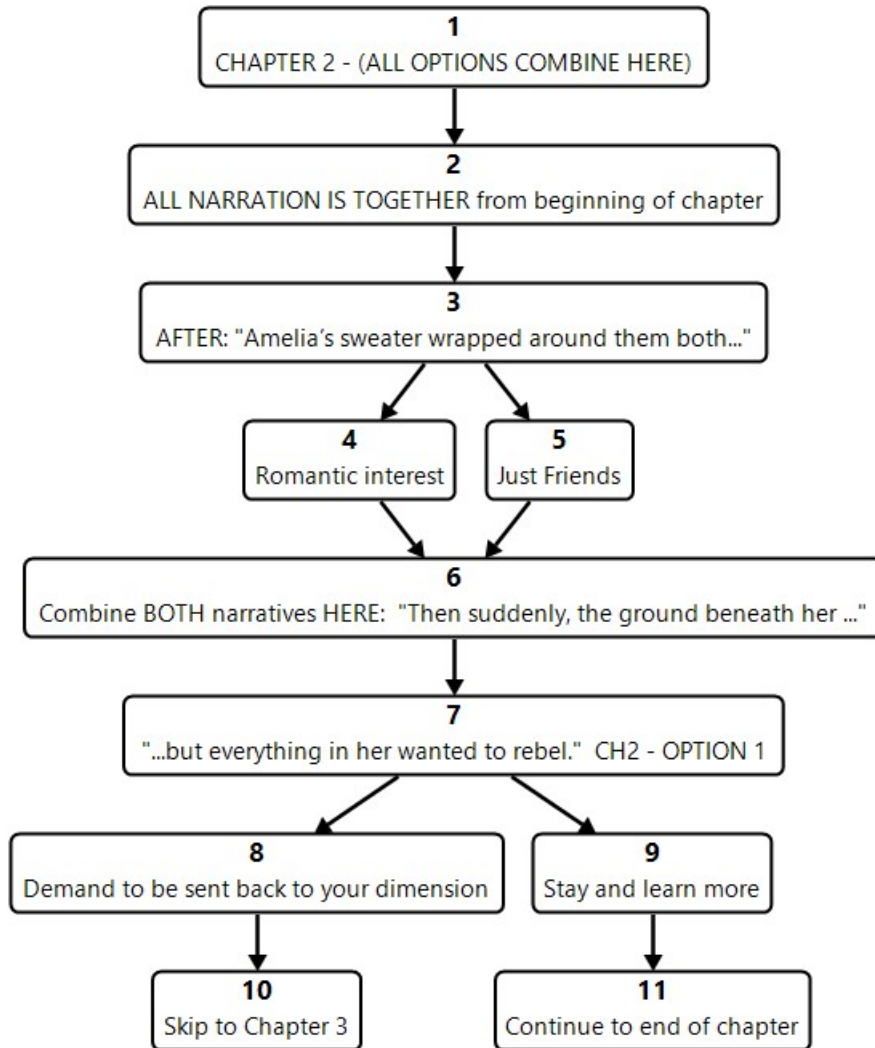 1
CHAPTER 2 - (ALL OPTIONS COMBINE HERE)
2
ALL NARRATION IS TOGETHER from beginning of chapter
3
AFTER: "Amelia’s sweater wrapped around them both..."
4
Romantic interest
5
Just Friends
6
Combine BOTH narratives HERE:  "Then suddenly, the ground beneath her ..."
7
"...but everything in her wanted to rebel."  CH2 - OPTION 1
8
Demand to be sent back to your dimension
9
Stay and learn more
10
Skip to Chapter 3
11
Continue to end of chapter